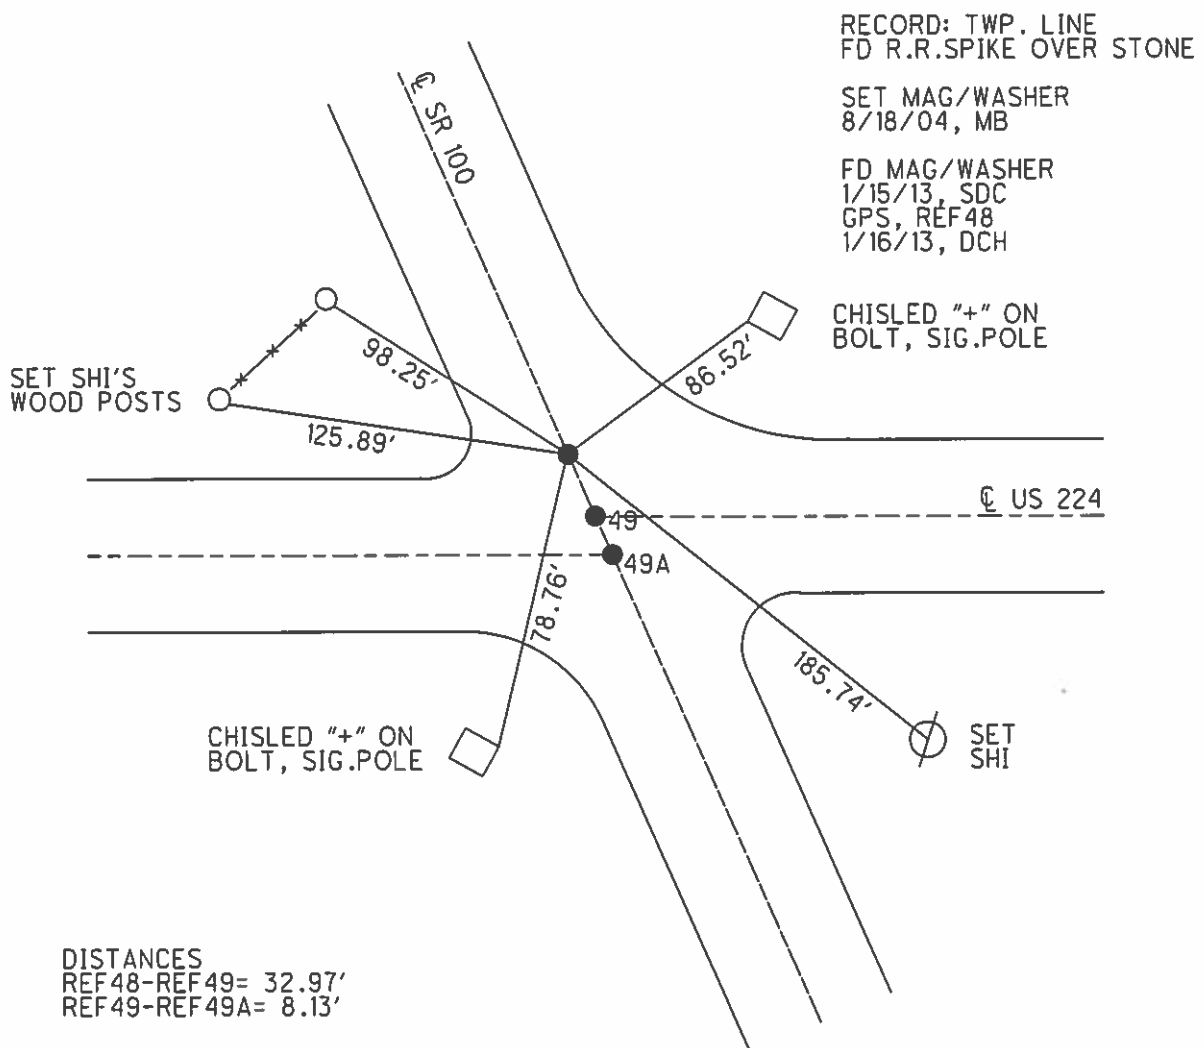 RECORD: TWP. LINE
FD R.R.SPIKE OVER STONE
SET MAG/WASHER
8/18/04, MB
FD MAG/WASHER
1/15/13, SDC
GPS, REF48
1/16/13, DCH
℄ SR 100
CHISLED "+" ON
BOLT, SIG.POLE
86.52'
98.25'
SET SHI'S
WOOD POSTS
125.89'
℄ US 224
49
49A
78.76'
185.74'
CHISLED "+" ON
BOLT, SIG.POLE
SET
SHI
DISTANCES
REF48-REF49= 32.97'
REF49-REF49A= 8.13'